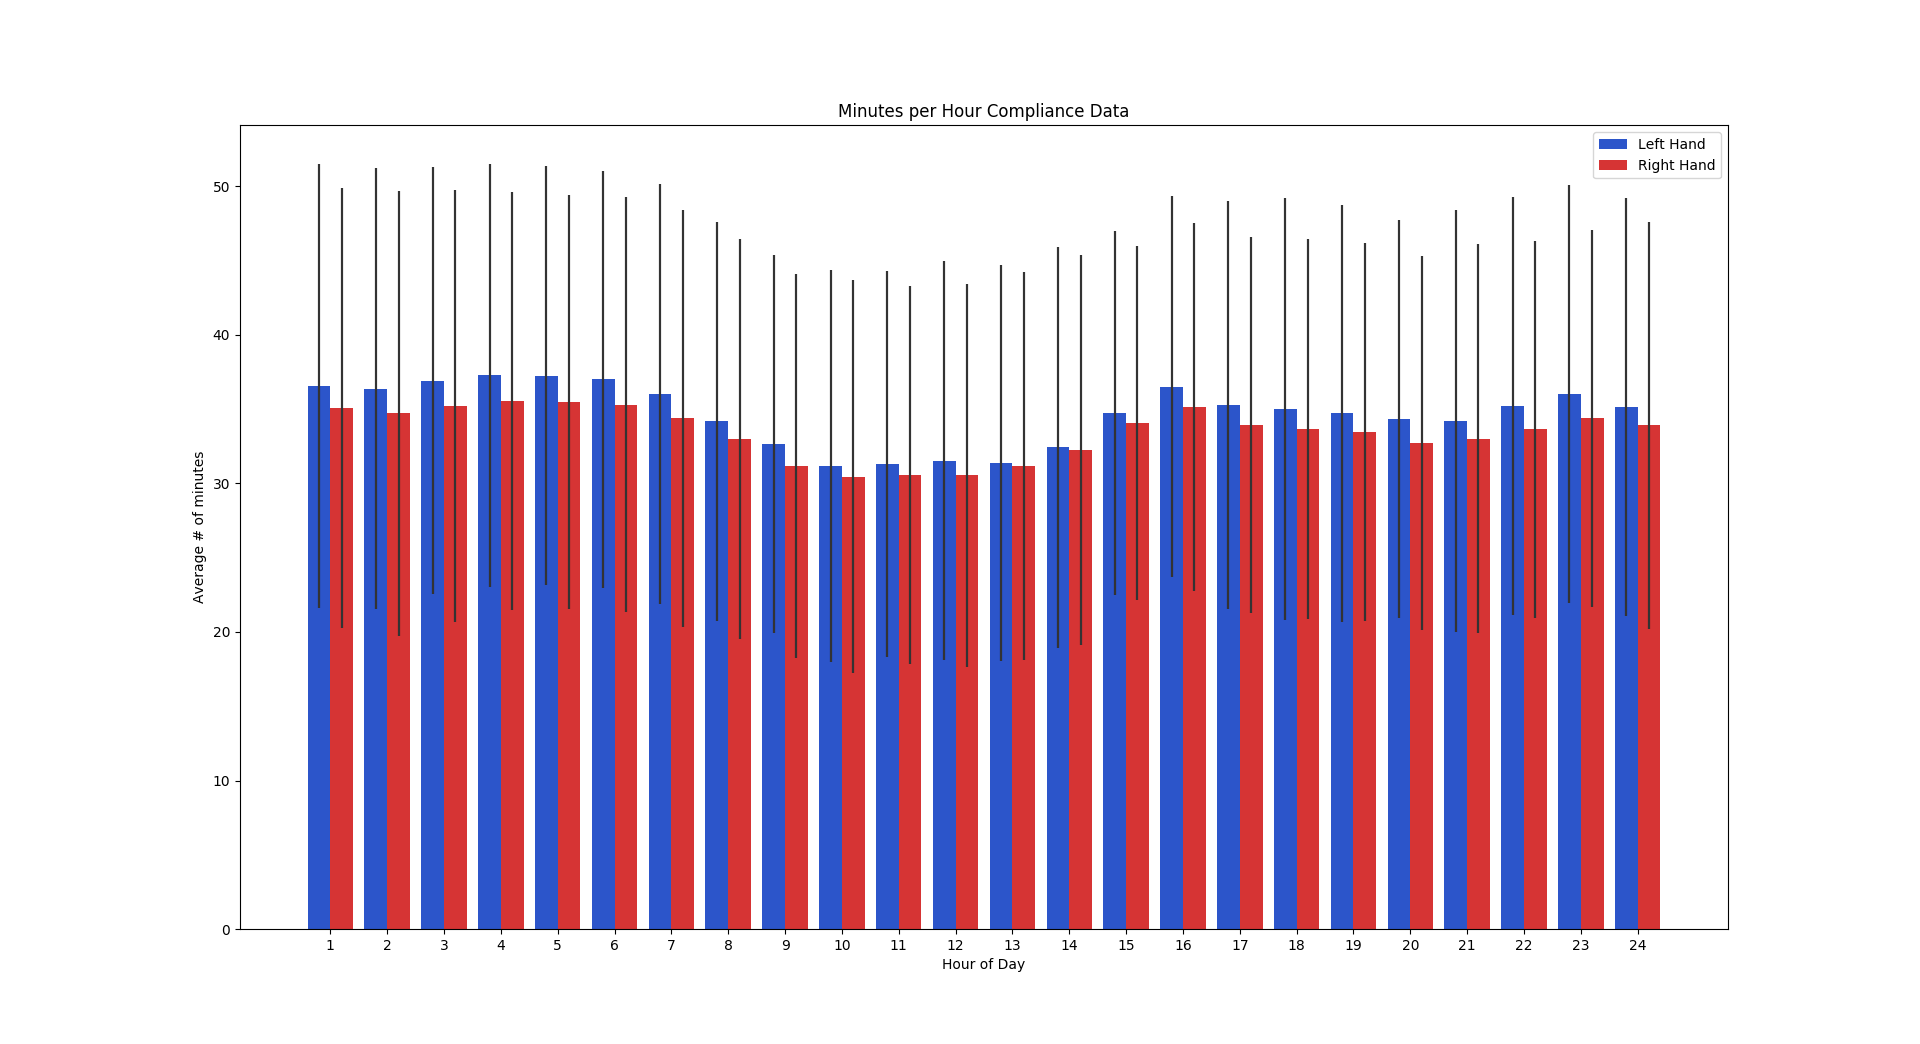 Minutes per Hour Compliance Data
Left Hand
Right Hand
50
40
30
20
10
0
Average # of minutes
1 2 3 4 5 6 7 8 9 10 11 12 13 14 15 16 17 18 19 20 21 22 23 24
Hour of Day